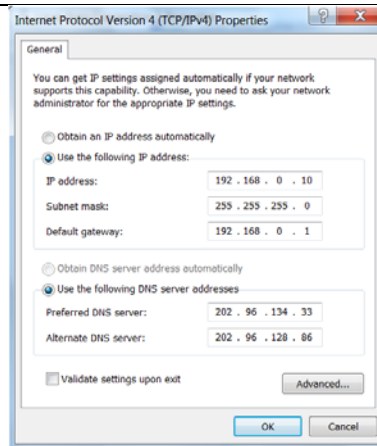 Internet Protocol Version 4 (TCP/IPv4) Properties
General
You can get IP settings assigned automatically if your network
supports this capability. Otherwise, you need to ask your network
administrator for the appropriate IP settings.
Obtain an IP address automatically
Use the following IP address:
IP address: 192 . 168 . 0 . 10
Subnet mask: 255 . 255 . 255 . 0
Default gateway: 192 . 168 . 0 . 1
Obtain DNS server address automatically
Use the following DNS server addresses
Preferred DNS server: 202 . 96 . 134 . 33
Alternate DNS server: 202 . 96 . 128 . 86
Validate settings upon exit
Advanced...
OK Cancel